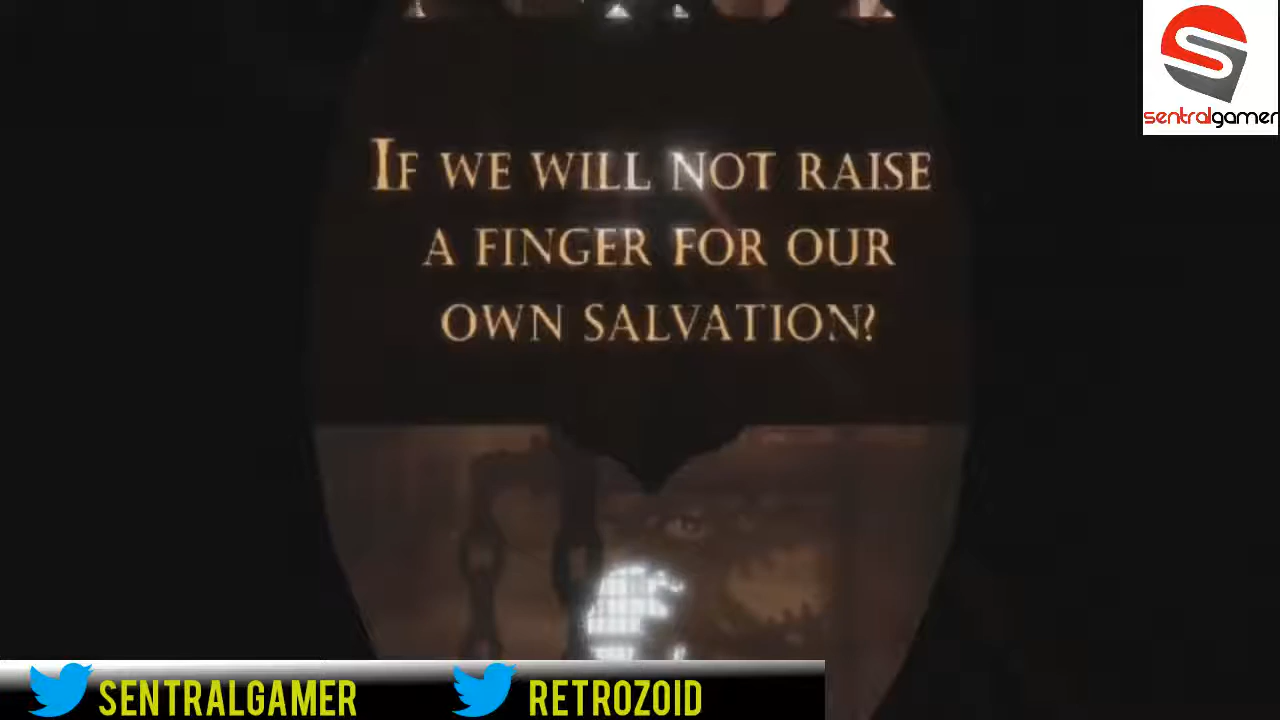 sentralgamer
IF WE WILL NOT RAISE
A FINGER FOR OUR
OWN SALVATION?
SENTRALGAMER
RETROZOID